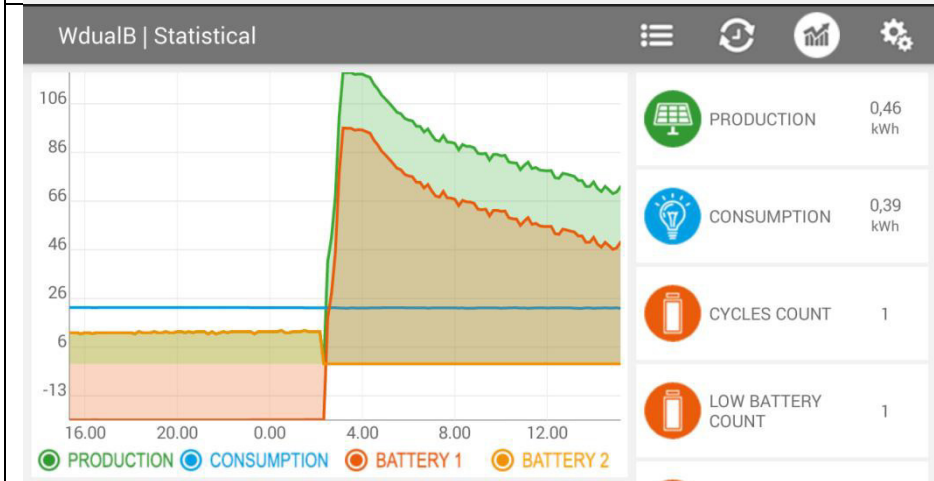 WdualB | Statistical
106
86
66
46
26
6
-13
16.00 20.00 0.00 4.00 8.00 12.00
PRODUCTION CONSUMPTION BATTERY 1 BATTERY 2
PRODUCTION 0,46
kWh
CONSUMPTION 0,39
kWh
CYCLES COUNT 1
LOW BATTERY
COUNT 1